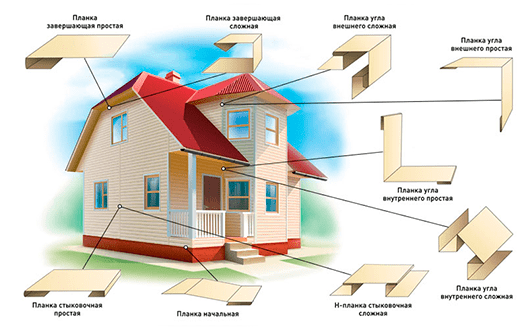 Планка
завершающая простая
Планка завершающая
сложная
Планка угла
внешнего сложная
Планка угла
внешнего простая
Планка угла
внутреннего простая
Планка стыковочная
простая
Планка начальная
Н-планка стыковочная
сложная
Планка угла
внутреннего сложная